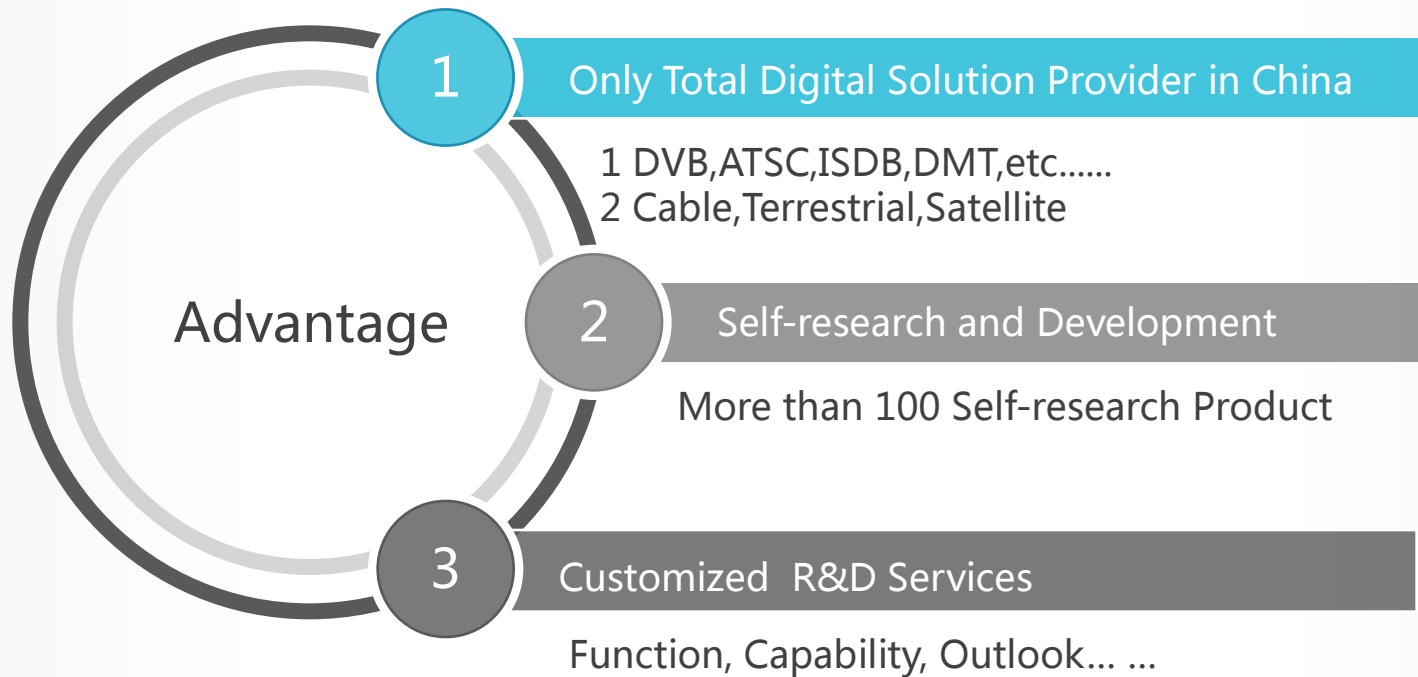 Advantage
1
Only Total Digital Solution Provider in China
1 DVB,ATSC,ISDB,DMT,etc......
2 Cable,Terrestrial,Satellite
2
Self-research and Development
More than 100 Self-research Product
3
Customized  R&D Services
Function, Capability, Outlook... ...